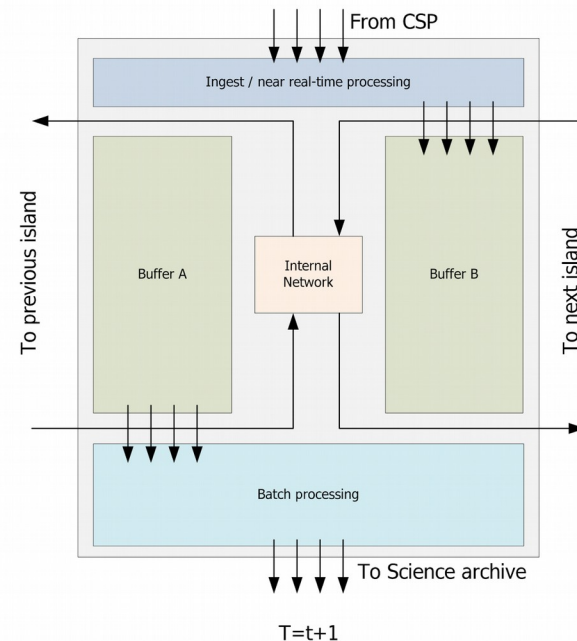 From CSP
Ingest / near real-time processing
To previous island
Buffer A
Internal
Network
Buffer B
To next island
Batch processing
To Science archive
T=t+1